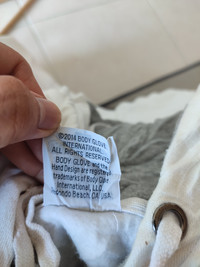 ©2014 BODY GLOVE
INTERNATIONAL
ALL RIGHTS RESERVED
BODY GLOVE and the
Hand Design are registered
trademarks of Body Glove
International, LLC.
Redondo Beach, CA, USA